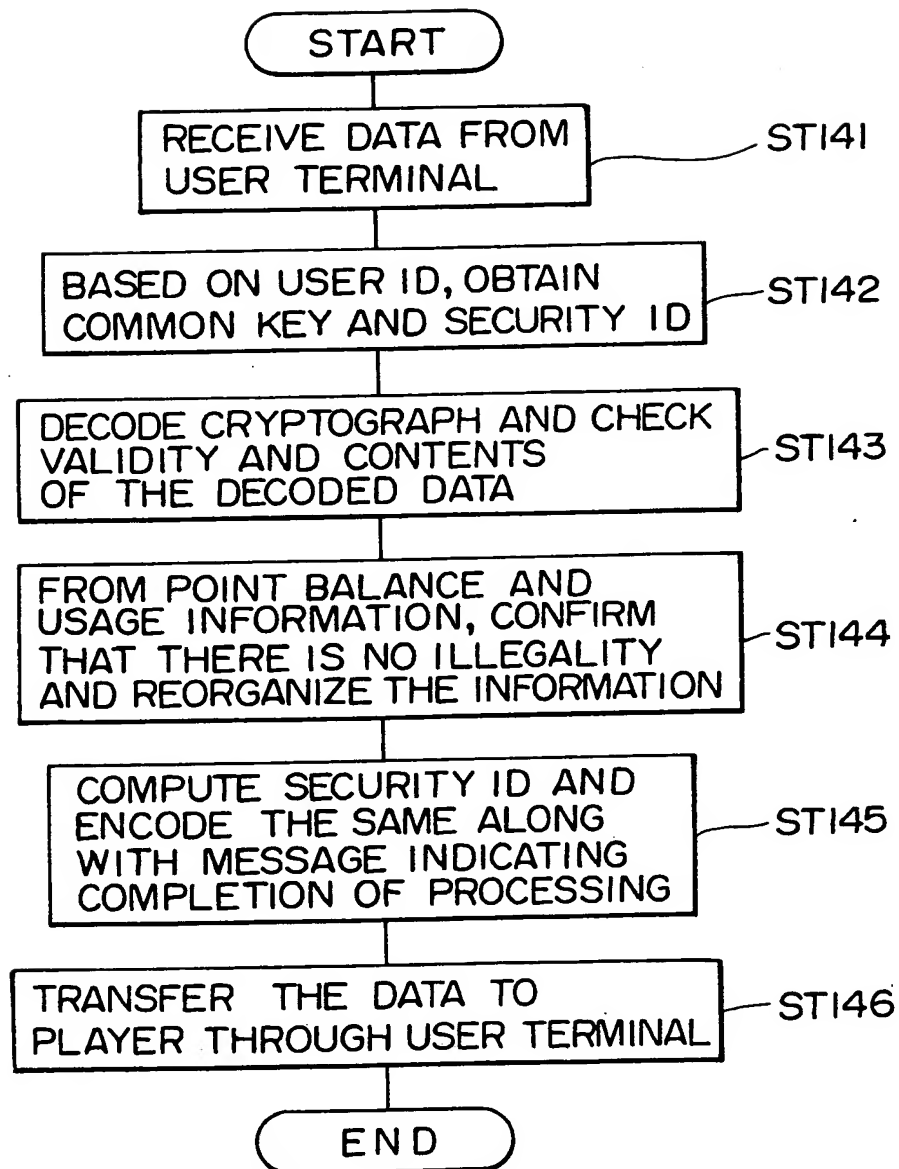 START
RECEIVE DATA FROM
USER TERMINAL
ST141
BASED ON USER ID, OBTAIN
COMMON KEY AND SECURITY ID
ST142
DECODE CRYPTOGRAPH AND CHECK
VALIDITY AND CONTENTS
OF THE DECODED DATA
ST143
FROM POINT BALANCE AND
USAGE INFORMATION, CONFIRM
THAT THERE IS NO ILLEGALITY
AND REORGANIZE THE INFORMATION
ST144
COMPUTE SECURITY ID AND
ENCODE THE SAME ALONG
WITH MESSAGE INDICATING
COMPLETION OF PROCESSING
ST145
TRANSFER THE DATA TO
PLAYER THROUGH USER TERMINAL
ST146
END